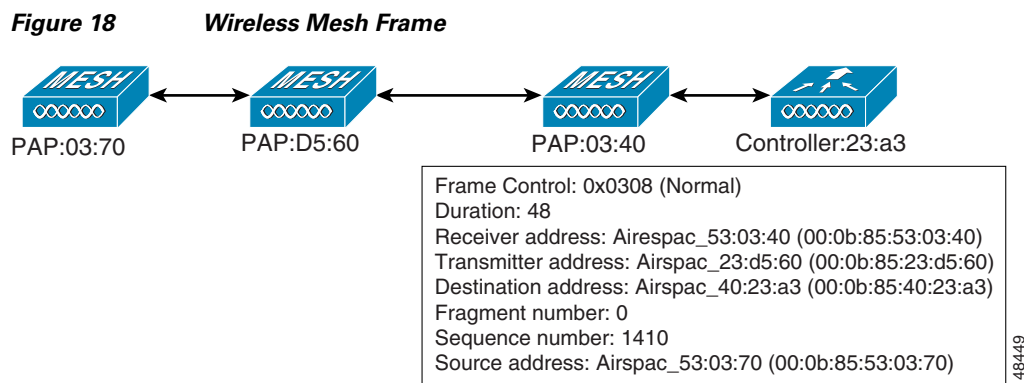 Figure 18 Wireless Mesh Frame
MESH MESH MESH
PAP:03:70 PAP:D5:60 PAP:03:40 Controller:23:a3
Frame Control: 0x0308 (Normal)
Duration: 48
Receiver address: Airespac_53:03:40 (00:0b:85:53:03:40)
Transmitter address: Airspac_23:d5:60 (00:0b:85:23:d5:60)
Destination address: Airspac_40:23:a3 (00:0b:85:40:23:a3)
Fragment number: 0
Sequence number: 1410
Source address: Airspac_53:03:70 (00:0b:85:53:03:70)
48449